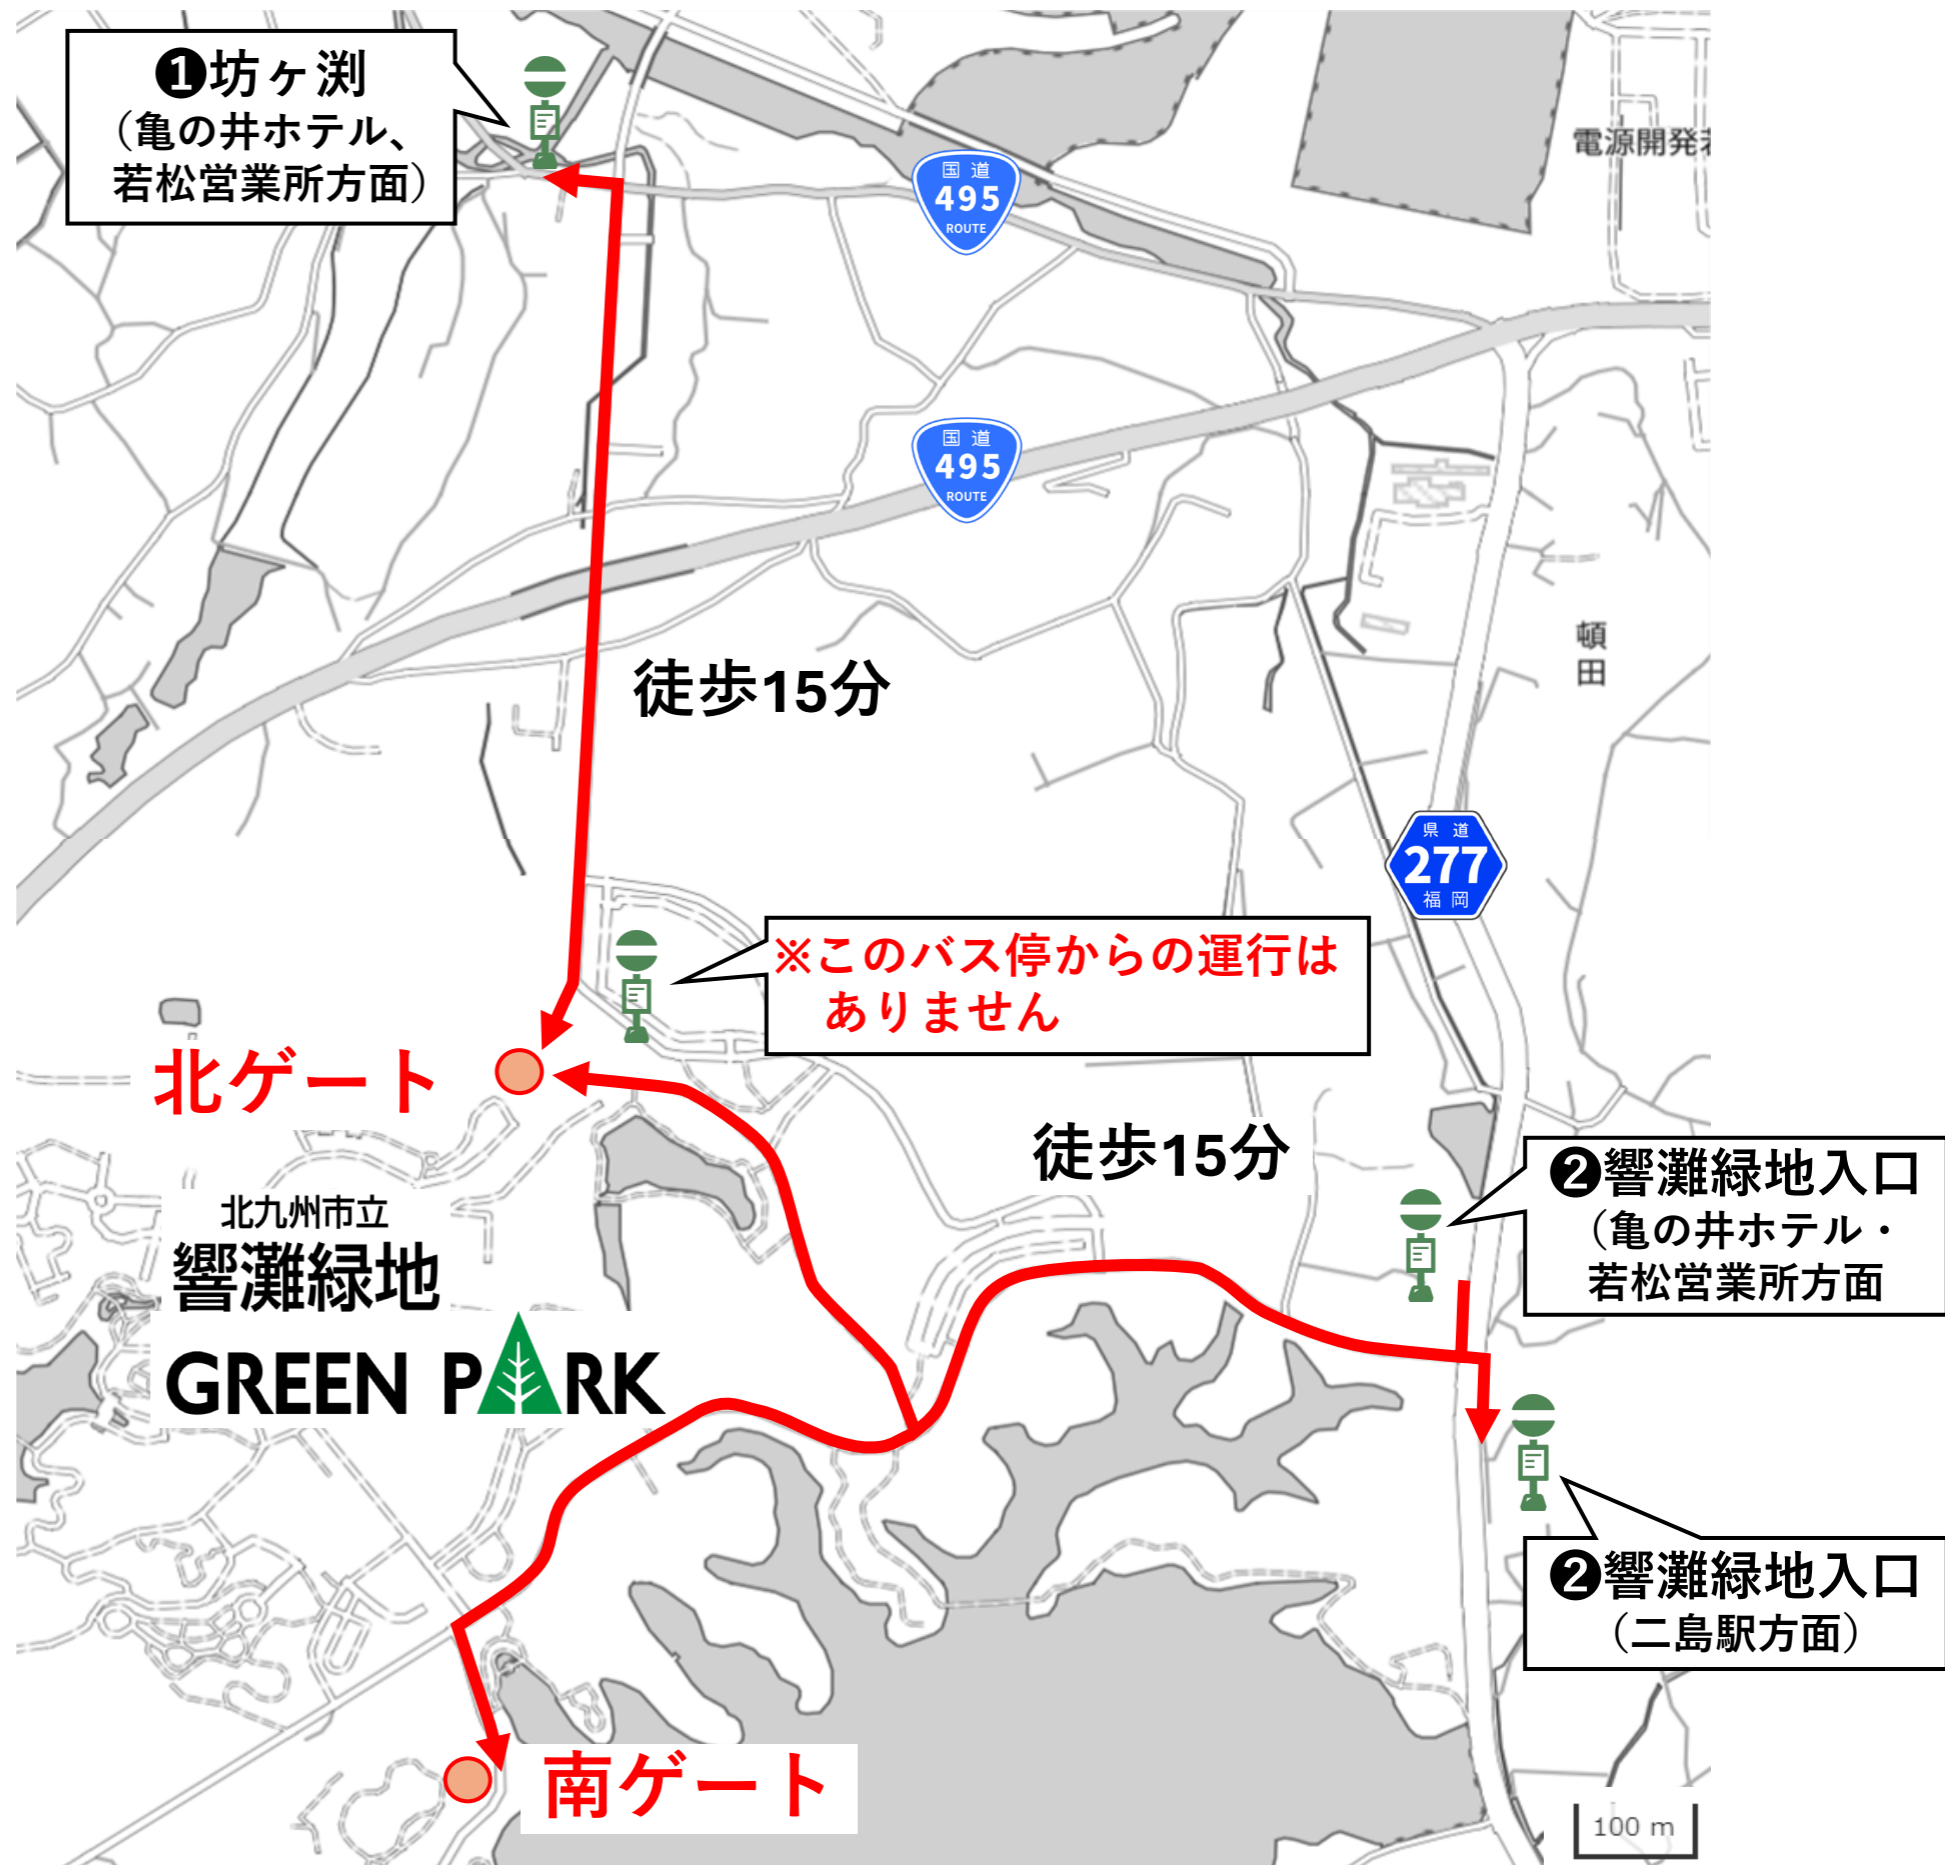 ❶坊ヶ渕
（亀の井ホテル、
若松営業所方面）
国道
495
ROUTE
電源開発
国道
495
ROUTE
頓田
徒歩15分
県道
277
福岡
※このバス停からの運行は
ありません
北ゲート
徒歩15分
❷響灘緑地入口
（亀の井ホテル・
若松営業所方面
北九州市立
響灘緑地
GREEN PARK
❷響灘緑地入口
（二島駅方面）
南ゲート
100 m